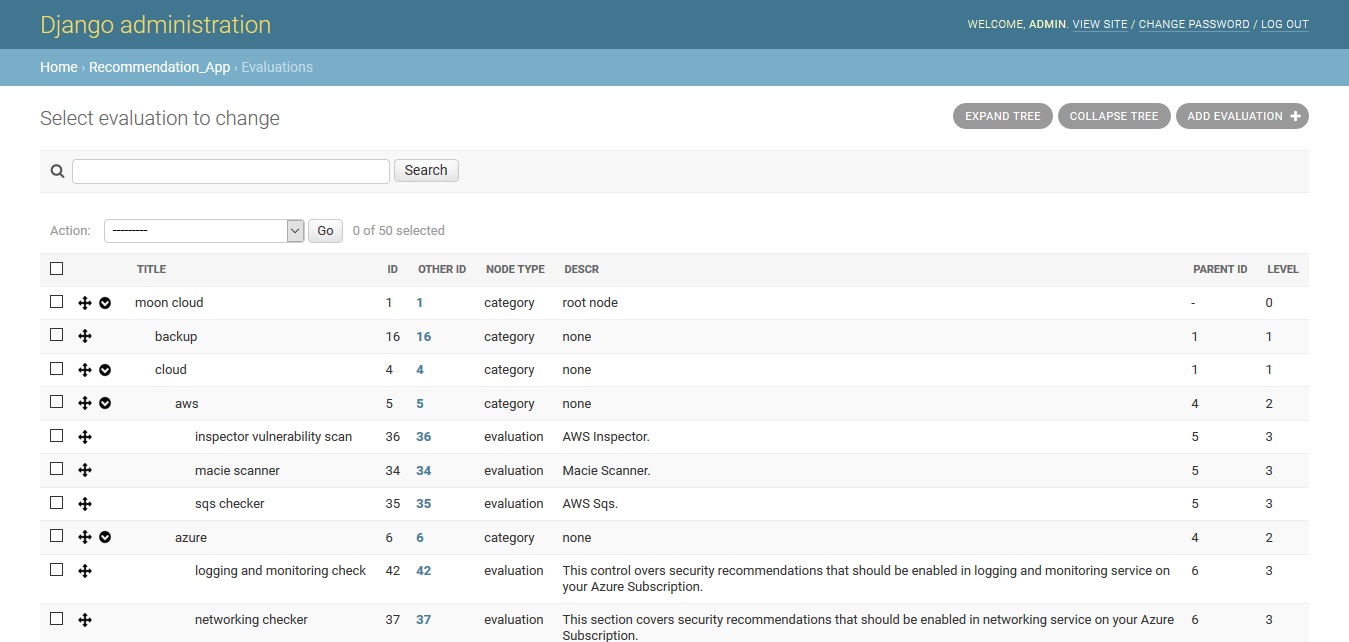 Django administration
WELCOME, ADMIN. VIEW SITE / CHANGE PASSWORD / LOG OUT
Home › Recommendation_App › Evaluations
Select evaluation to change
EXPAND TREE COLLAPSE TREE ADD EVALUATION
Search
Action: --------- Go 0 of 50 selected
TITLE ID OTHER ID NODE TYPE DESCR PARENT ID LEVEL
moon cloud 1 1 category root node - 0
backup 16 16 category none 1 1
cloud 4 4 category none 1 1
aws 5 5 category none 4 2
inspector vulnerability scan 36 36 evaluation AWS Inspector. 5 3
macie scanner 34 34 evaluation Macie Scanner. 5 3
sqs checker 35 35 evaluation AWS Sqs. 5 3
azure 6 6 category none 4 2
logging and monitoring check 42 42 evaluation This control overs security recommendations that should be enabled in logging and monitoring service on 6 3
your Azure Subscription.
networking checker 37 37 evaluation This section covers security recommendations that should be enabled in networking service on your Azure 6 3
Subscription.